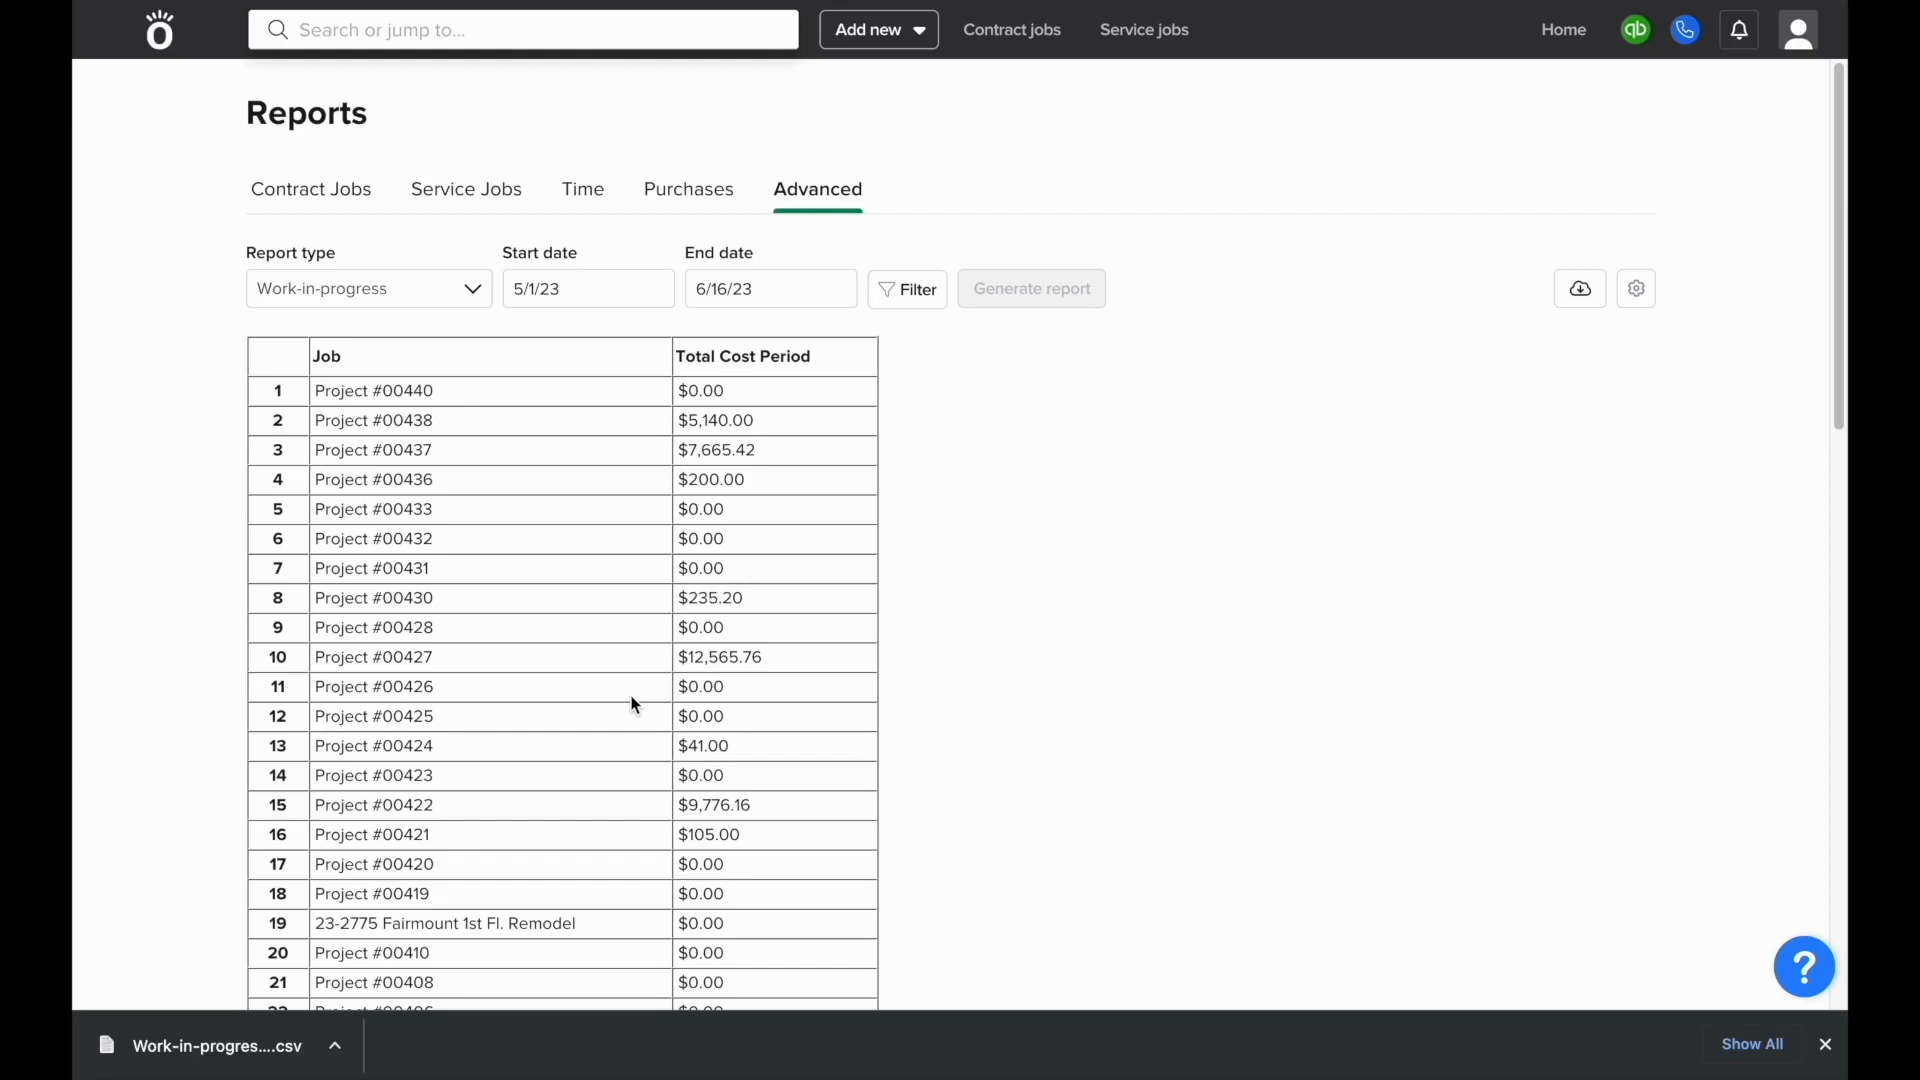 Search or jump to...
Add new
Contract jobs
Service jobs
Home
qb
Reports
Contract Jobs
Service Jobs
Time
Purchases
Advanced
Report type
Start date
End date
Work-in-progress
5/1/23
6/16/23
Filter
Generate report
Job Total Cost Period
1 Project #00440 $0.00
2 Project #00438 $5,140.00
3 Project #00437 $7,665.42
4 Project #00436 $200.00
5 Project #00433 $0.00
6 Project #00432 $0.00
7 Project #00431 $0.00
8 Project #00430 $235.20
9 Project #00428 $0.00
10 Project #00427 $12,565.76
11 Project #00426 $0.00
12 Project #00425 $0.00
13 Project #00424 $41.00
14 Project #00423 $0.00
15 Project #00422 $9,776.16
16 Project #00421 $105.00
17 Project #00420 $0.00
18 Project #00419 $0.00
19 23-2775 Fairmount 1st Fl. Remodel $0.00
20 Project #00410 $0.00
21 Project #00408 $0.00
?
Work-in-progres....csv
Show All